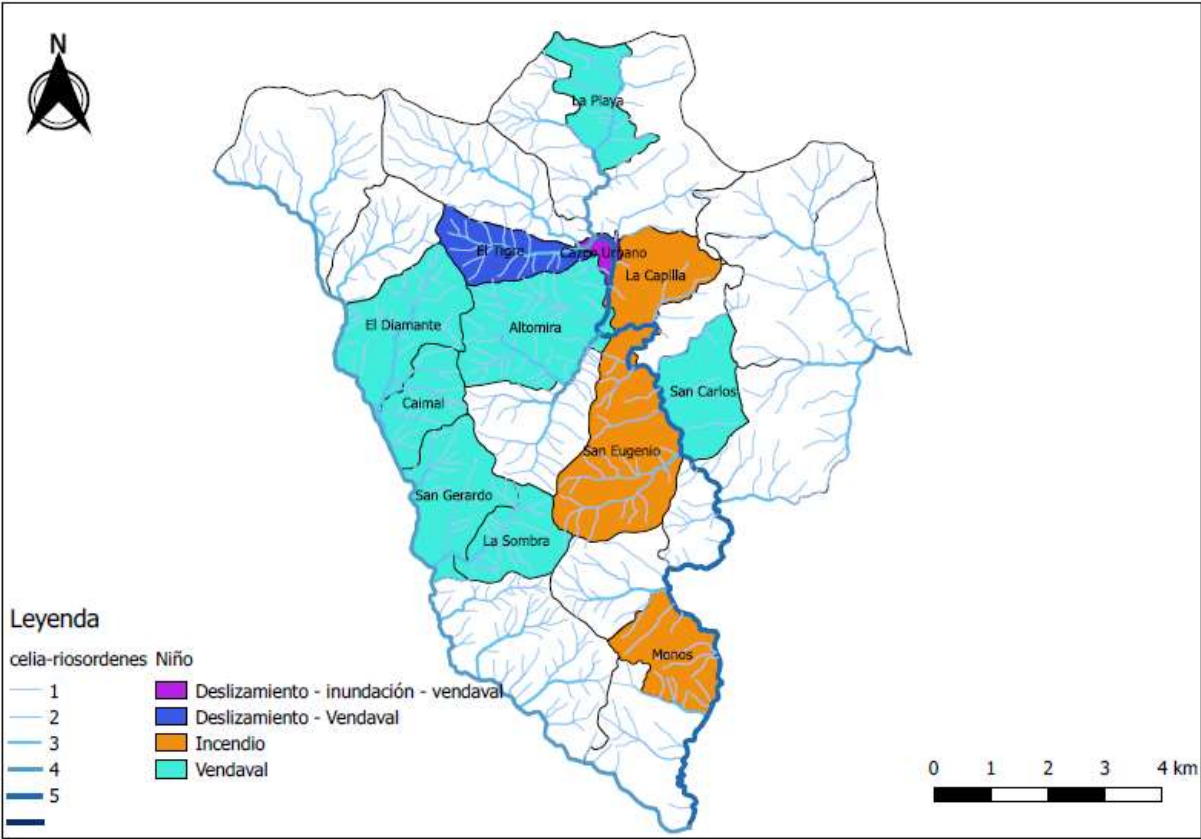 N
La Playa
El Tigre
Casco Urbano
La Capilla
El Diamante
Altomira
San Carlos
Caimal
San Eugenio
San Gerardo
La Sombra
Monos
Leyenda
celia-riosordenes Niño
1
2
3
4
5
Deslizamiento - inundación - vendaval
Deslizamiento - Vendaval
Incendio
Vendaval
0 1 2 3 4 km